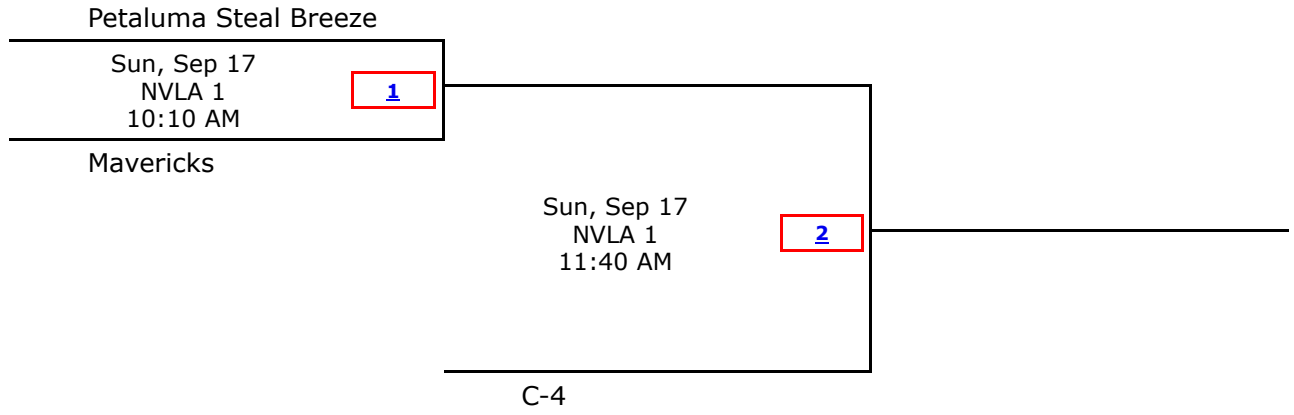 Petaluma Steal Breeze
Sun, Sep 17
NVLA 1
10:10 AM
1
Mavericks
Sun, Sep 17
NVLA 1
11:40 AM
2
C-4